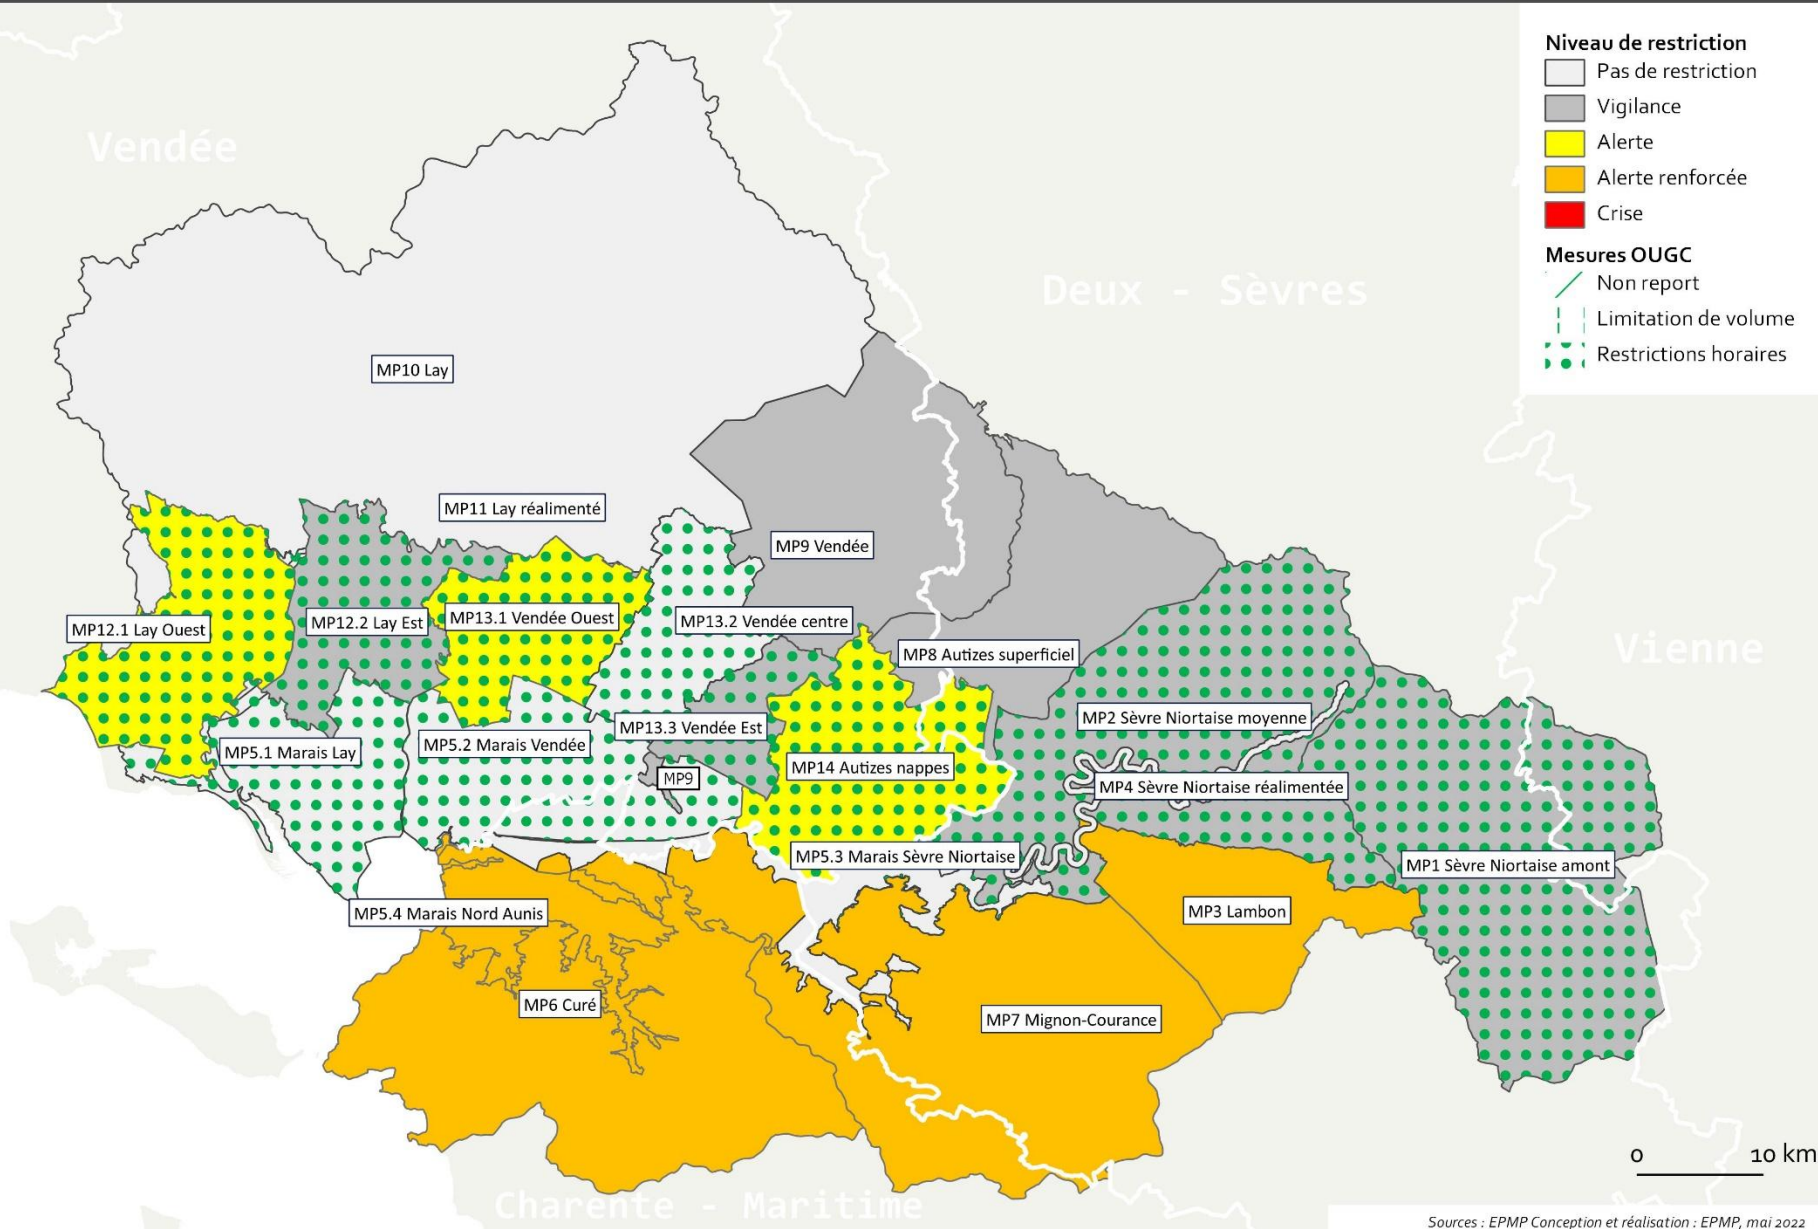 Niveau de restriction
Pas de restriction
Vigilance
Alerte
Alerte renforcée
Crise
Mesures OUGC
Non report
Limitation de volume
Restrictions horaires
Vendée
Deux - Sèvres
Vienne
Charente - Maritime
MP10 Lay
MP11 Lay réalimenté
MP9 Vendée
MP12.1 Lay Ouest
MP12.2 Lay Est
MP13.1 Vendée Ouest
MP13.2 Vendée centre
MP8 Autizes superficiel
MP13.3 Vendée Est
MP2 Sèvre Niortaise moyenne
MP5.1 Marais Lay
MP5.2 Marais Vendée
MP9
MP14 Autizes nappes
MP4 Sèvre Niortaise réalimentée
MP5.3 Marais Sèvre Niortaise
MP1 Sèvre Niortaise amont
MP5.4 Marais Nord Aunis
MP3 Lambon
MP6 Curé
MP7 Mignon-Courance
0 10 km
Sources : EPMP Conception et réalisation : EPMP, mai 2022